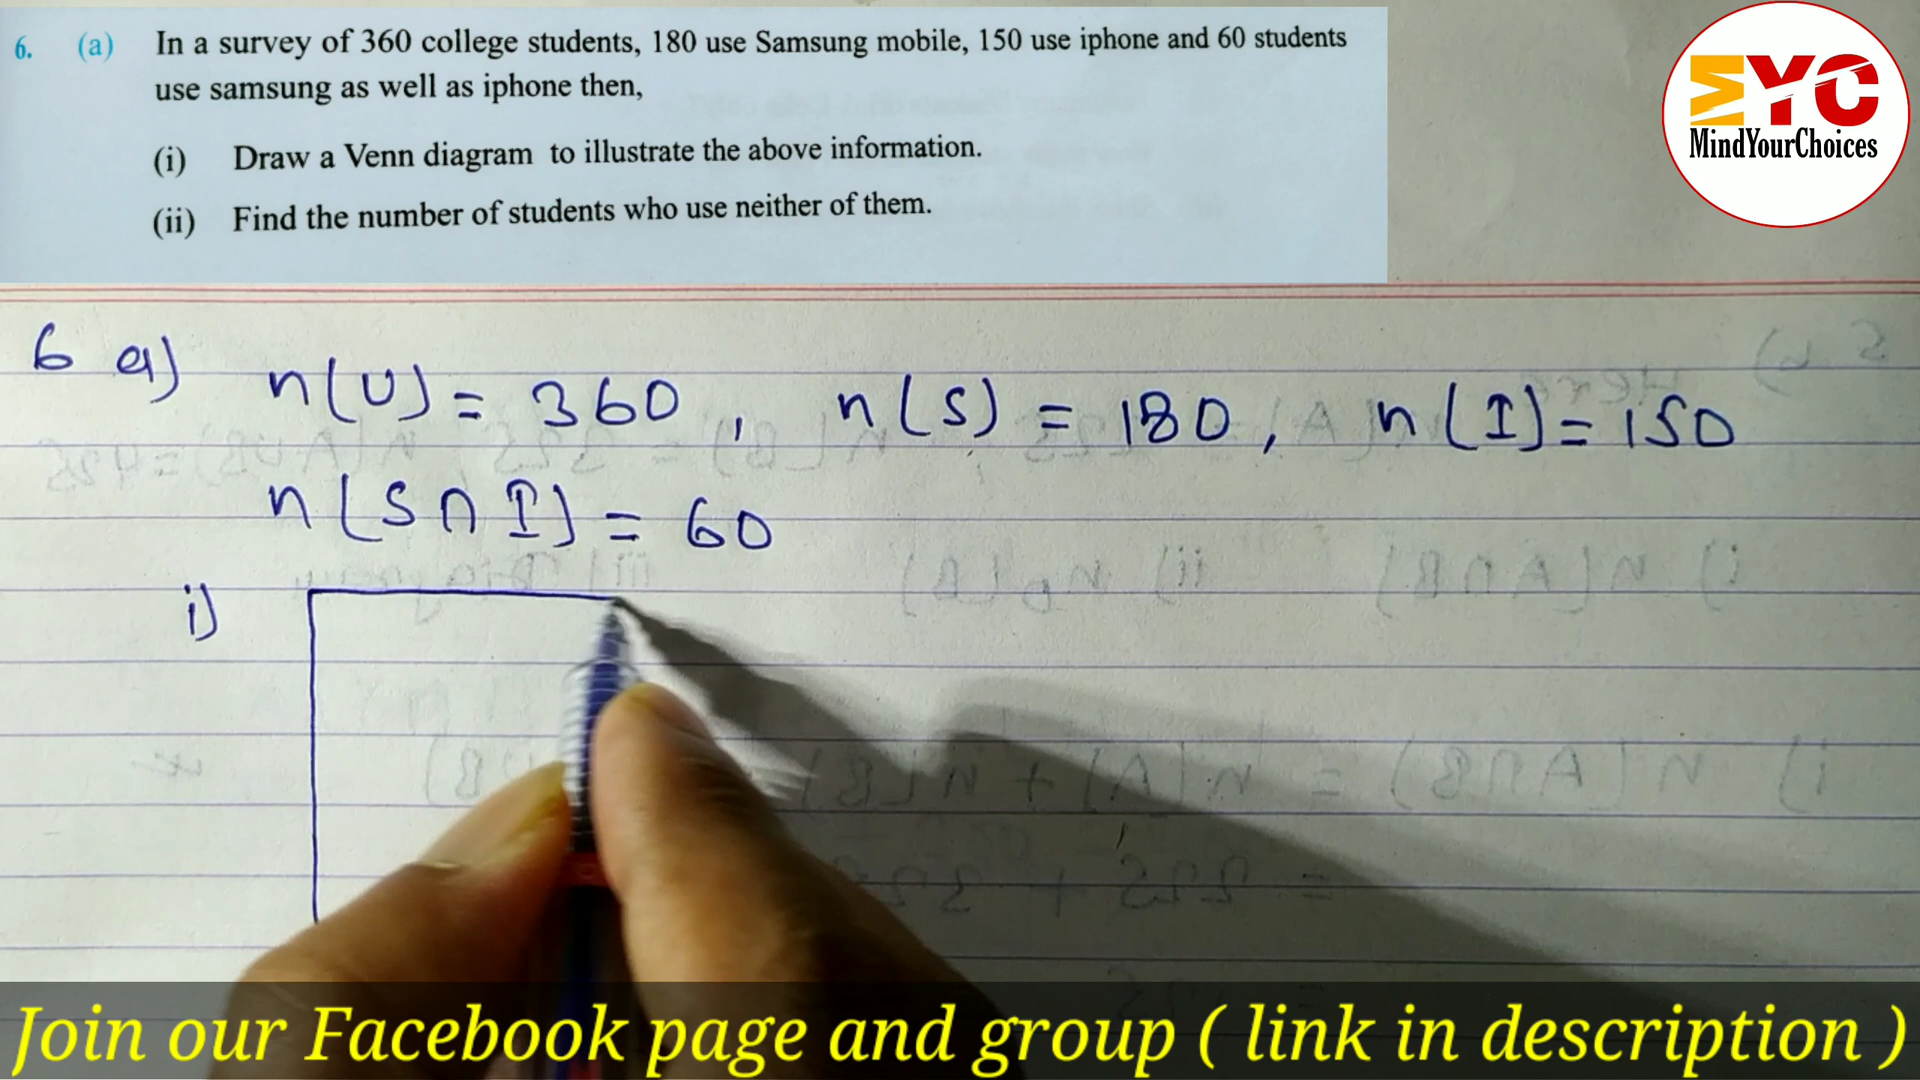 6. (a) In a survey of 360 college students, 180 use Samsung mobile, 150 use iphone and 60 students
use samsung as well as iphone then,
(i) Draw a Venn diagram to illustrate the above information.
(ii) Find the number of students who use neither of them.
MYC
MindYourChoices
6 a) n(U) = 360, n(S) = 180, n(I) = 150
n(S∩I) = 60
i)
Join our Facebook page and group ( link in description )